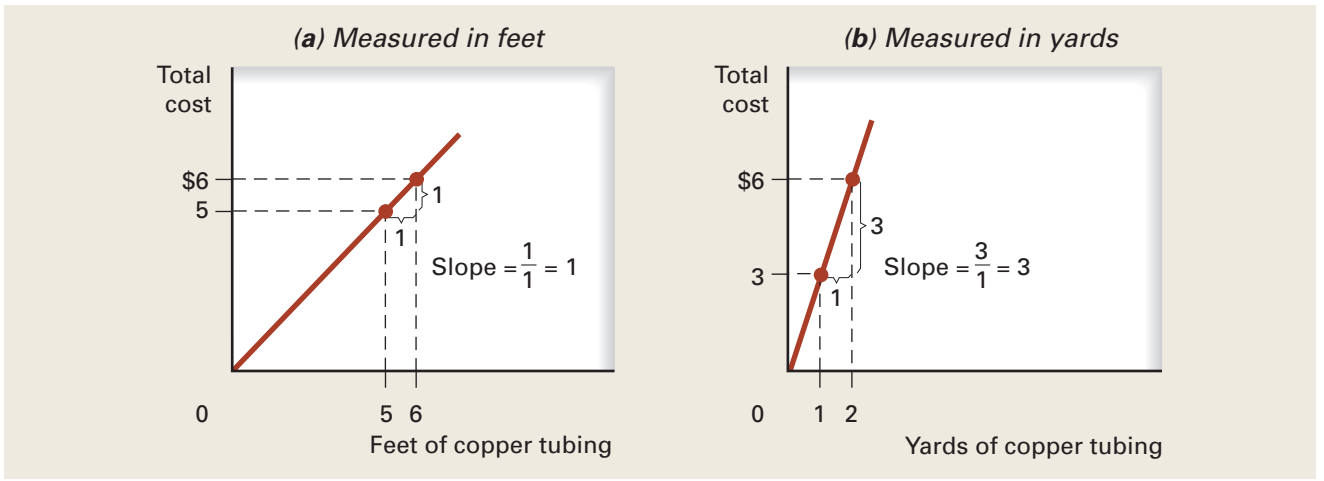 (a) Measured in feet
Total
cost
$6
5
1
1
Slope = 1/1 = 1
0
5 6
Feet of copper tubing
(b) Measured in yards
Total
cost
$6
3
3
1
Slope = 3/1 = 3
0
1 2
Yards of copper tubing